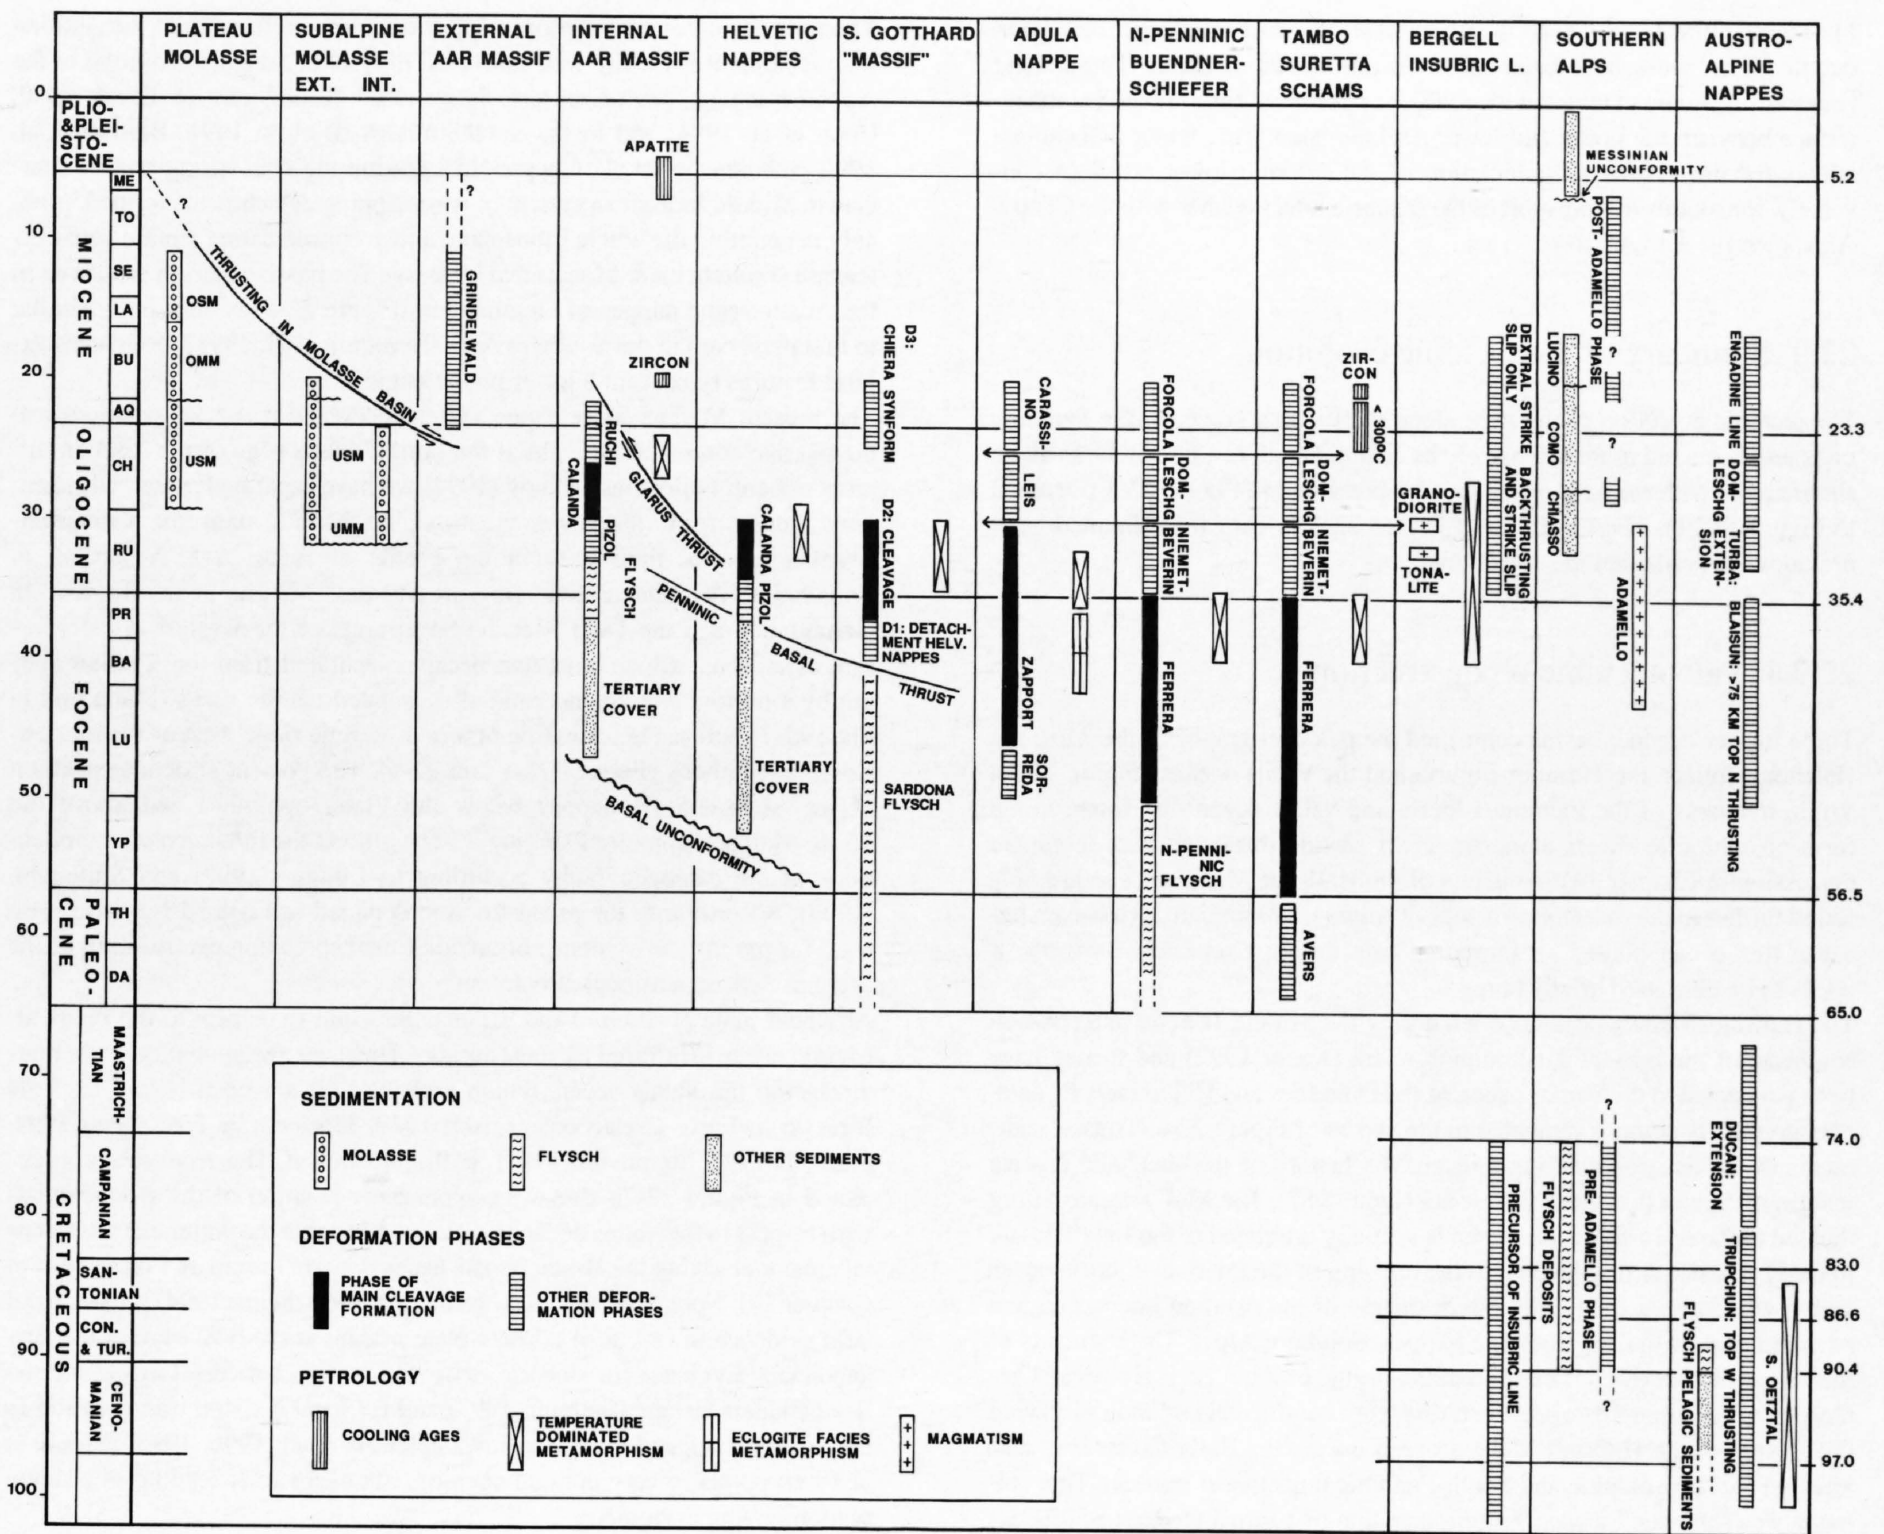 PLATEAU
MOLASSE
SUBALPINE
MOLASSE
EXT. INT.
EXTERNAL
AAR MASSIF
INTERNAL
AAR MASSIF
HELVETIC
NAPPES
S. GOTTHARD
"MASSIF"
ADULA
NAPPE
N-PENNINIC
BUENDNER-
SCHIEFER
TAMBO
SURETTA
SCHAMS
BERGELL
INSUBRIC L.
SOUTHERN
ALPS
AUSTRO-
ALPINE
NAPPES
0
10
20
30
40
50
60
70
80
90
100
PLIO-
&PLEI-
STO-
CENE
MIOCENE
OLIGOCENE
EOCENE
PALEO-
CENE
CRETACEOUS
ME
TO
SE
LA
BU
AQ
CH
RU
PR
BA
LU
YP
TH
DA
MAASTRICH-
TIAN
CAMPANIAN
SAN-
TONIAN
CON.
& TUR.
CENO-
MANIAN
5.2
23.3
35.4
56.5
65.0
74.0
83.0
86.6
90.4
97.0
?
THRUSTING IN MOLASSE BASIN
OSM
OMM
USM
USM
UMM
?
GRINDELWALD
APATITE
ZIRCON
RUCHI
CALANDA
PIZOL
FLYSCH
TERTIARY
COVER
GLARUS THRUST
PENNINIC BASAL THRUST
BASAL UNCONFORMITY
CALANDA
PIZOL
TERTIARY
COVER
D3:
CHIERA SYNFORM
D2: CLEAVAGE
D1: DETACH-
MENT HELV.
NAPPES
SARDONA
FLYSCH
CARASSI-
NO
LEIS
ZAPPORT
SOR-
REDA
FORCOLA
DOM-
LESCHG
NIEMET-
BEVERIN
FERRERA
N-PENNI-
NIC
FLYSCH
FORCOLA
DOM-
LESCHG
NIEMET-
BEVERIN
FERRERA
AVERS
ZIR-
CON
< 300°C
DEXTRAL STRIKE
SLIP ONLY
BACKTHRUSTING
AND STRIKE SLIP
GRANO-
DIORITE
TONA-
LITE
PRECURSOR OF INSUBRIC LINE
MESSINIAN
UNCONFORMITY
POST- ADAMELLO PHASE
?
?
LUCINO
COMO
CHIASSO
ADAMELLO
?
PRE- ADAMELLO PHASE
?
FLYSCH DEPOSITS
FLYSCH PELAGIC SEDIMENTS
ENGADINE LINE
DOM-
LESCHG EXTEN-
SION
TURBA:
BLAISUN: >75 KM TOP N THRUSTING
DUCAN:
EXTENSION
TRUPCHUN: TOP W THRUSTING
S. OETZTAL
SEDIMENTATION
MOLASSE
FLYSCH
OTHER SEDIMENTS
DEFORMATION PHASES
PHASE OF
MAIN CLEAVAGE
FORMATION
OTHER DEFOR-
MATION PHASES
PETROLOGY
COOLING AGES
TEMPERATURE
DOMINATED
METAMORPHISM
ECLOGITE FACIES
METAMORPHISM
MAGMATISM